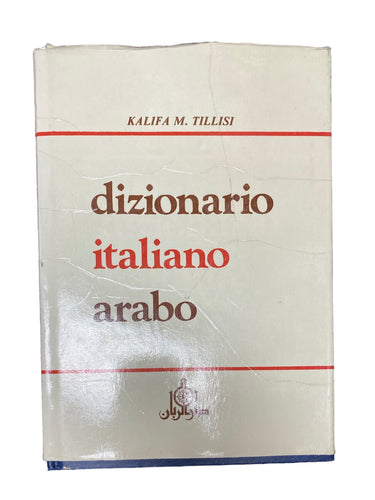 KALIFA M. TILLISI
dizionario
italiano
arabo